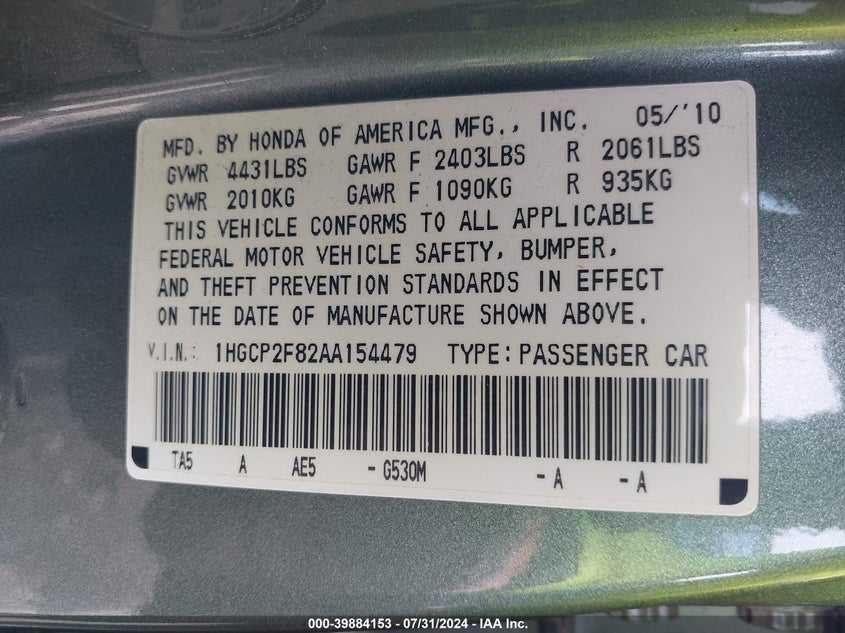 MFD. BY HONDA OF AMERICA MFG., INC. 05/'10
GVWR 4431LBS GAWR F 2403LBS R 2061LBS
GVWR 2010KG GAWR F 1090KG R 935KG
THIS VEHICLE CONFORMS TO ALL APPLICABLE
FEDERAL MOTOR VEHICLE SAFETY, BUMPER,
AND THEFT PREVENTION STANDARDS IN EFFECT
ON THE DATE OF MANUFACTURE SHOWN ABOVE.
V.I.N.: 1HGCP2F82AA154479 TYPE: PASSENGER CAR
TA5 A AE5 - G530M - A - A
000-39884153 - 07/31/2024 - IAA Inc.